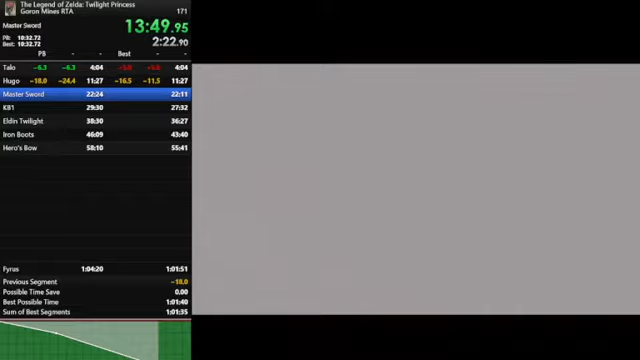 The Legend of Zelda: Twilight Princess
Goron Mines RTA 171
Master Sword 13:49.95
PB: 10:32.72
Best: 10:32.72 2:22.90
PB - - Best - -
Talo -6.3 -6.3 4:04 4:04
Hugo -18.0 -24.4 11:27 -16.5 -11.5 11:27
Master Sword 22:24 22:11
KB1 29:30 27:32
Eldin Twilight 38:30 36:27
Iron Boots 46:09 43:40
Hero's Bow 58:10 55:41
Fyrus 1:04:20 1:01:51
Previous Segment -18.0
Possible Time Save 0.00
Best Possible Time 1:01:40
Sum of Best Segments 1:01:35